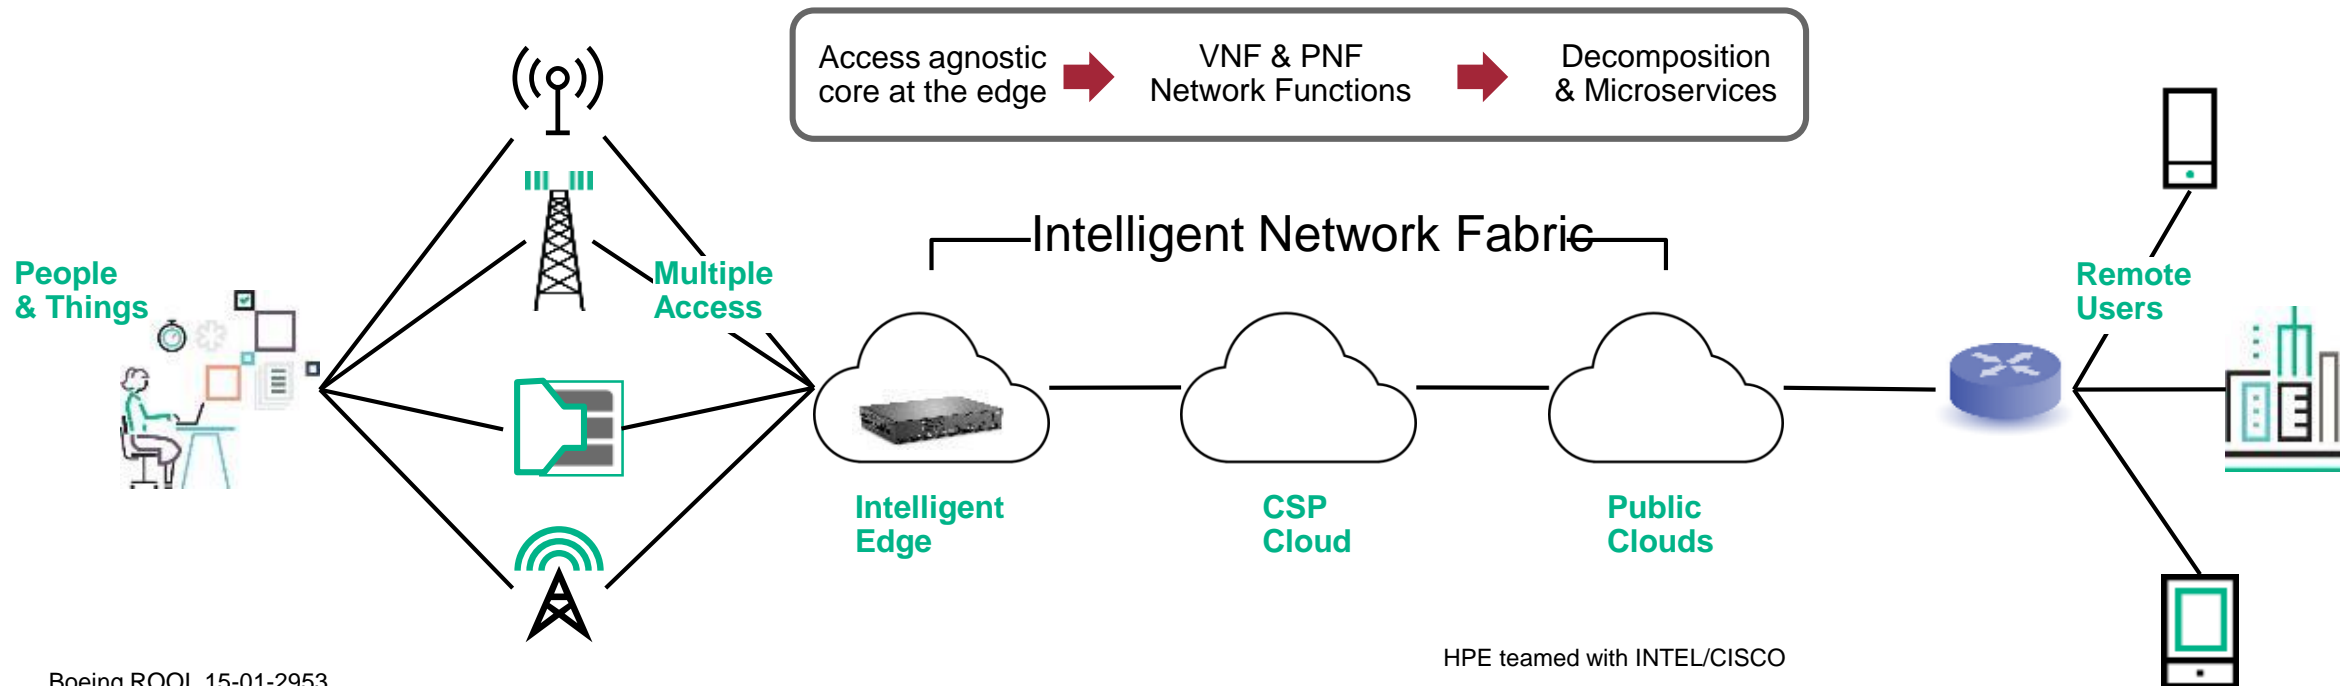 Access agnostic
core at the edge
VNF & PNF
Network Functions
Decomposition
& Microservices
Intelligent Network Fabric
People
& Things
Multiple
Access
Remote
Users
Intelligent
Edge
CSP
Cloud
Public
Clouds
HPE teamed with INTEL/CISCO
Boeing ROOI 15-01-2953